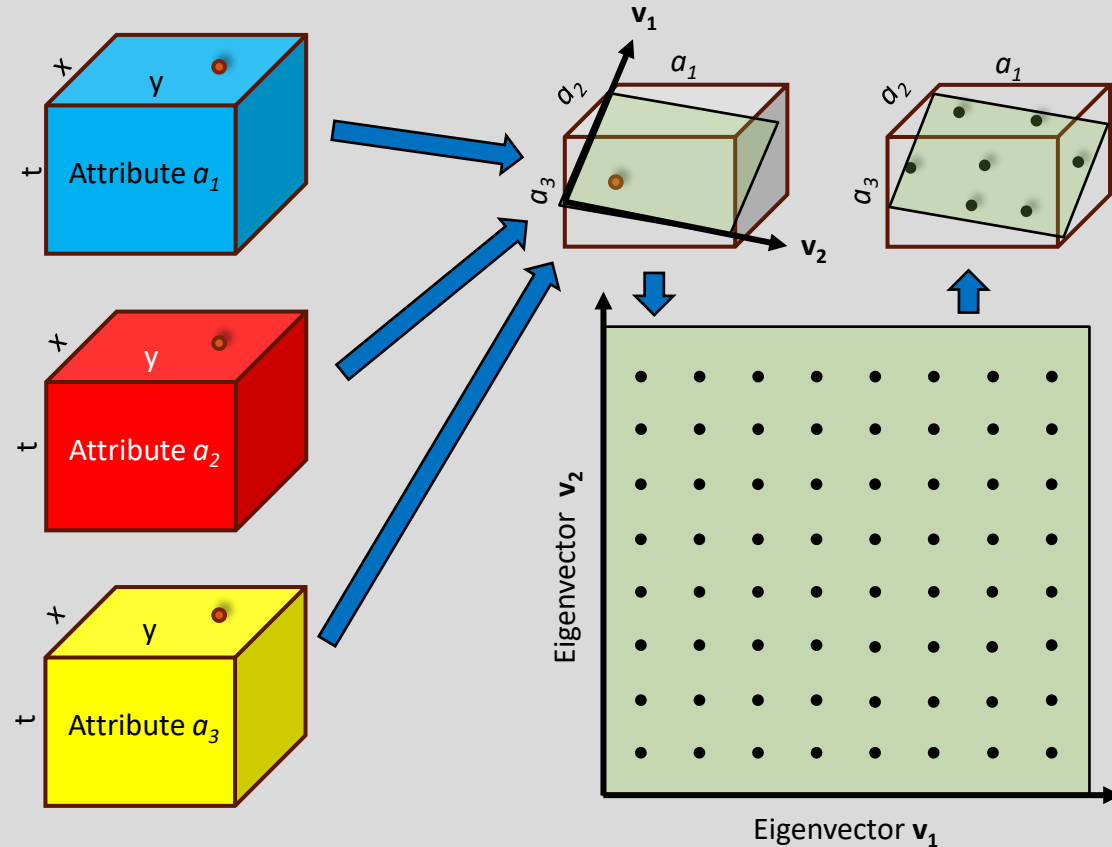 x
y
t
Attribute a₁
x
y
t
Attribute a₂
x
y
t
Attribute a₃
v₁
a₁
a₂
a₃
v₂
a₁
a₂
a₃
Eigenvector v₂
Eigenvector v₁